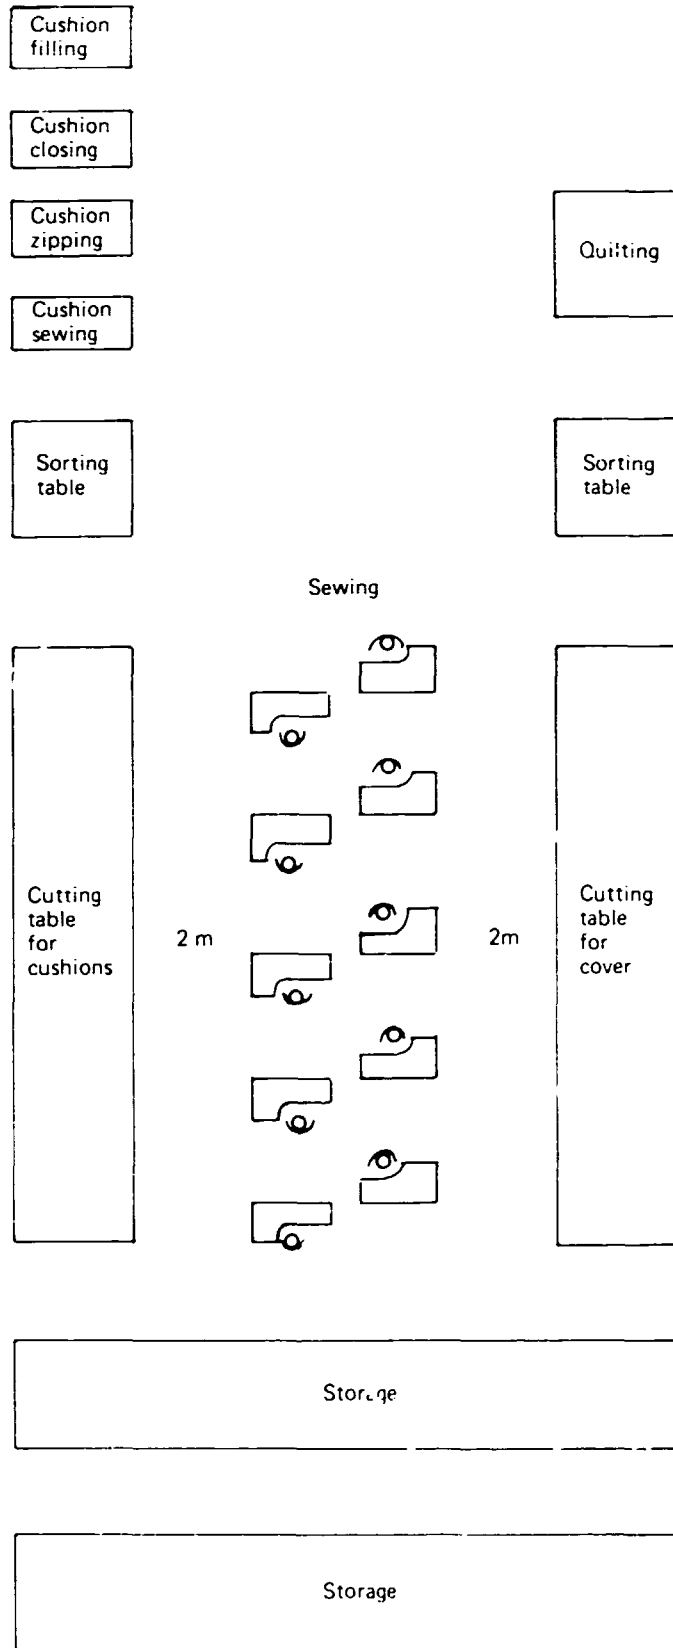 Cushion
filling
Cushion
closing
Cushion
zipping
Quilting
Cushion
sewing
Sorting
table
Sorting
table
Sewing
Cutting
table
for
cushions
2 m
2m
Cutting
table
for
cover
Storage
Storage